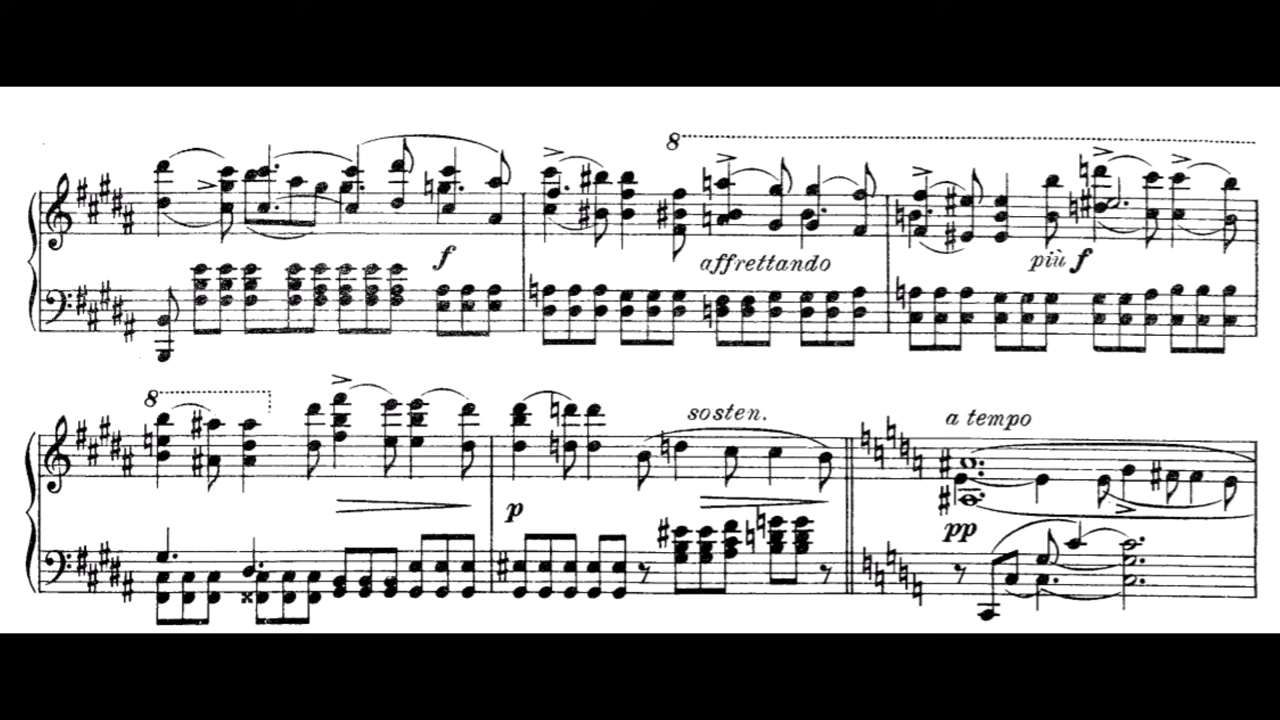 8
f
affrettando
più f
8
sosten.
a tempo
p
pp